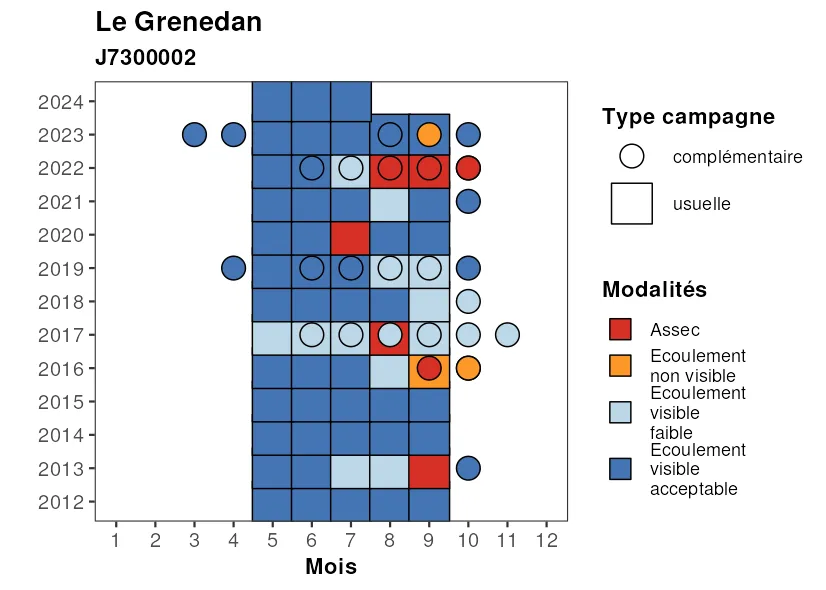 Le Grenedan
J7300002
2024
2023
2022
2021
2020
2019
2018
2017
2016
2015
2014
2013
2012
1 2 3 4 5 6 7 8 9 10 11 12
Mois
Type campagne
complémentaire
usuelle
Modalités
Assec
Ecoulement
non visible
Ecoulement
visible
faible
Ecoulement
visible
acceptable